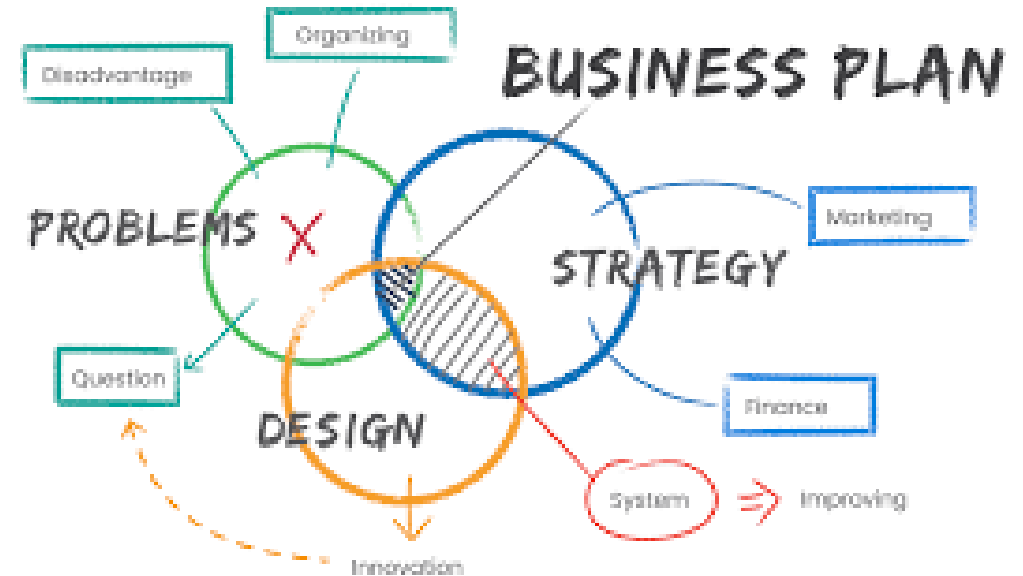 Organizing
Disadvantage
BUSINESS PLAN
PROBLEMS
X
Marketing
STRATEGY
Question
Finance
DESIGN
System
Improving
Innovation